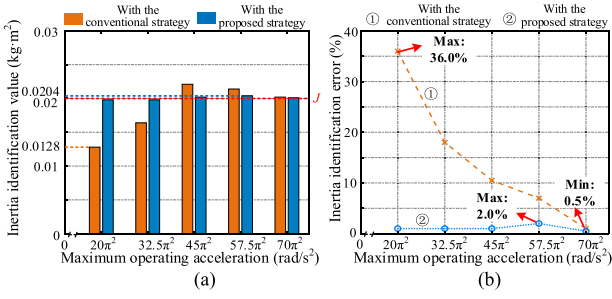 With the
conventional strategy
With the
proposed strategy
Inertia identification value (kg·m²)
0.03
0.0204
0.02
0.0128
0.01
0
J
0
20π²
32.5π²
45π²
57.5π²
70π²
Maximum operating acceleration (rad/s²)
(a)
① With the
conventional strategy
② With the
proposed strategy
Inertia identification error (%)
40
30
20
10
0
Max:
36.0%
①
Max:
2.0%
Min:
0.5%
②
0
20π²
32.5π²
45π²
57.5π²
70π²
Maximum operating acceleration (rad/s²)
(b)